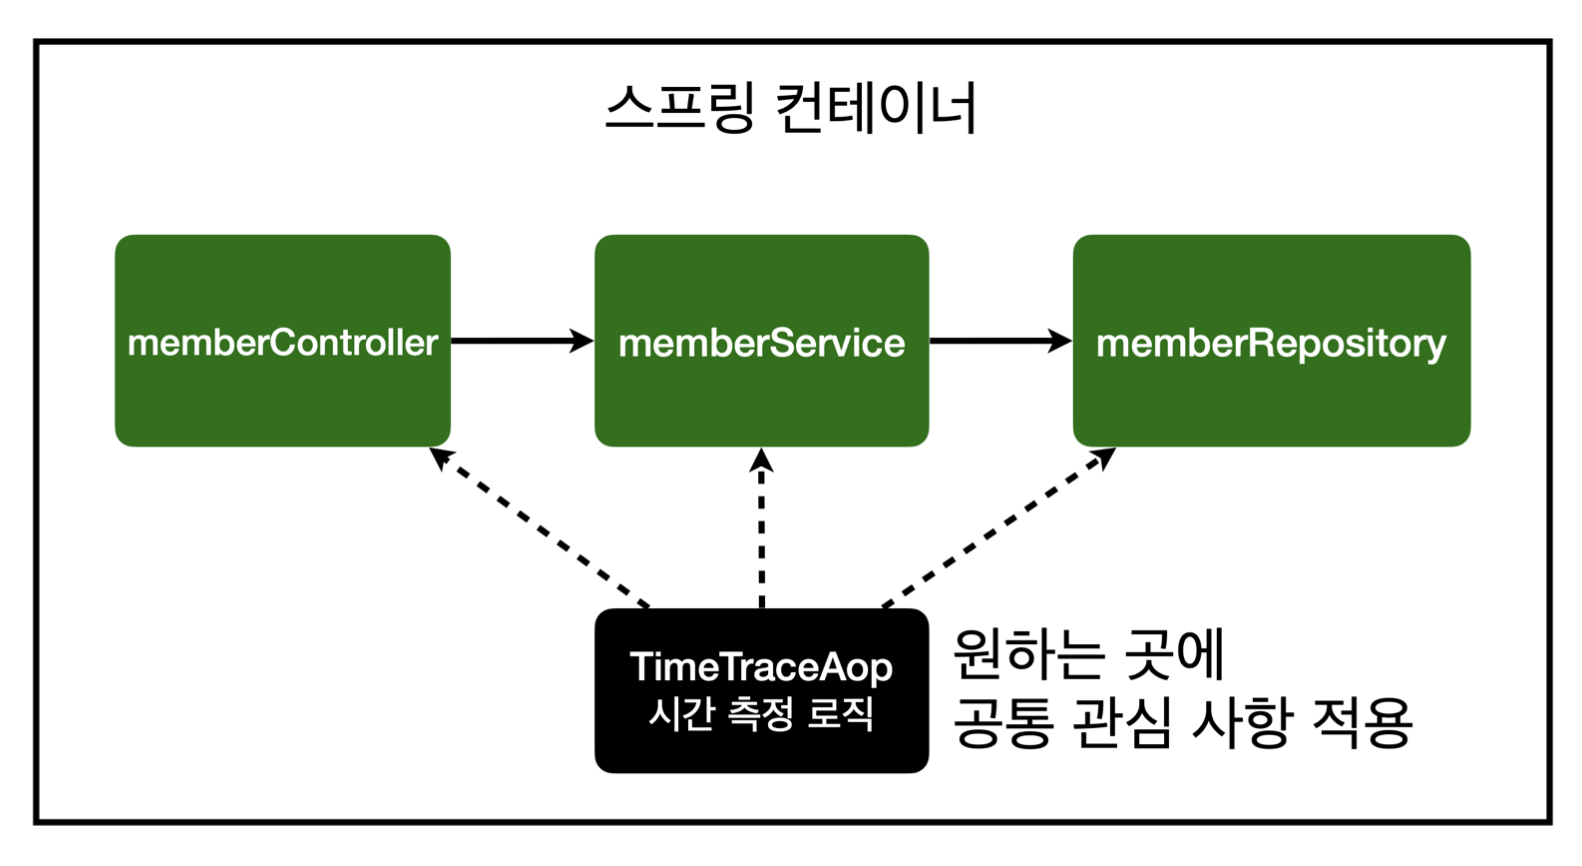 스프링 컨테이너
memberController
memberService
memberRepository
TimeTraceAop
시간 측정 로직
원하는 곳에
공통 관심 사항 적용